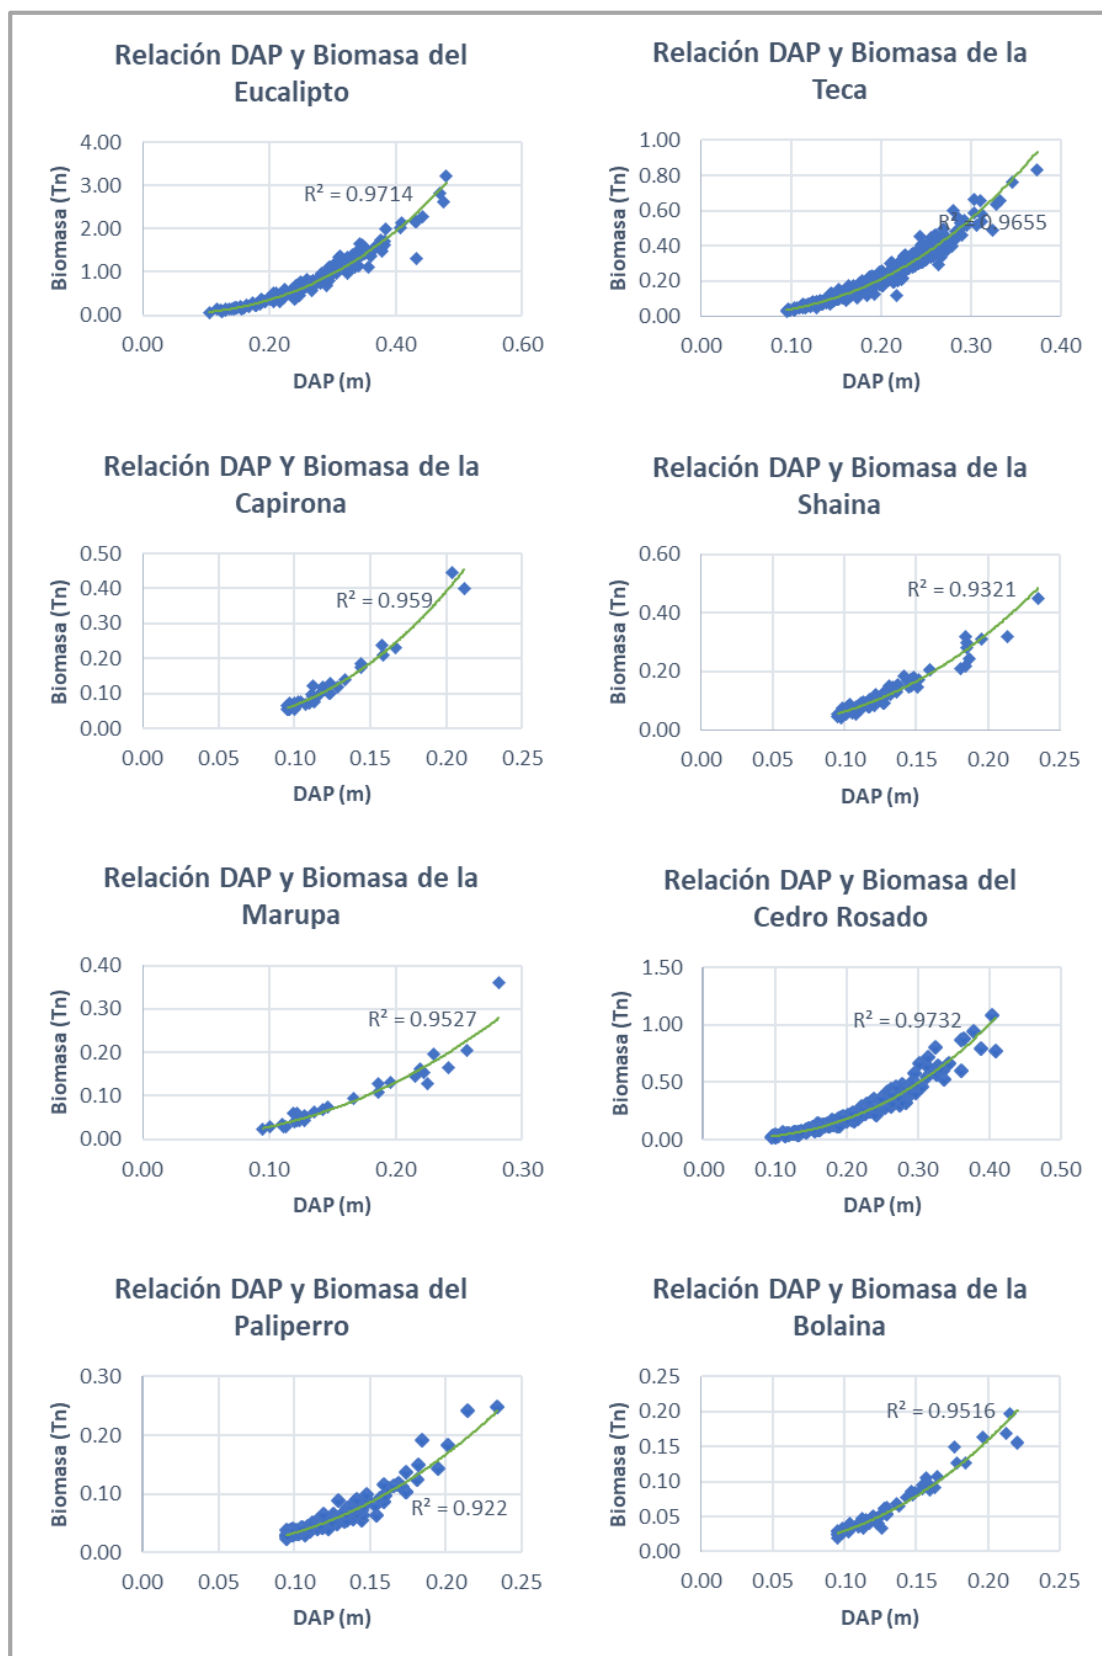 Relación DAP y Biomasa del
Eucalipto
4.00
3.00
2.00
1.00
0.00
Biomasa (Tn)
R² = 0.9714
0.00 0.20 0.40 0.60
DAP (m)
Relación DAP y Biomasa de la
Teca
1.00
0.80
0.60
0.40
0.20
0.00
Biomasa (Tn)
R² = 0.9655
0.00 0.10 0.20 0.30 0.40
DAP (m)
Relación DAP Y Biomasa de la
Capirona
0.50
0.40
0.30
0.20
0.10
0.00
Biomasa (Tn)
R² = 0.959
0.00 0.05 0.10 0.15 0.20 0.25
DAP (m)
Relación DAP y Biomasa de la
Shaina
0.60
0.40
0.20
0.00
Biomasa (Tn)
R² = 0.9321
0.00 0.05 0.10 0.15 0.20 0.25
DAP (m)
Relación DAP y Biomasa de la
Marupa
0.40
0.30
0.20
0.10
0.00
Biomasa (Tn)
R² = 0.9527
0.00 0.10 0.20 0.30
DAP (m)
Relación DAP y Biomasa del
Cedro Rosado
1.50
1.00
0.50
0.00
Biomasa (Tn)
R² = 0.9732
0.00 0.10 0.20 0.30 0.40 0.50
DAP (m)
Relación DAP y Biomasa del
Paliperro
0.30
0.20
0.10
0.00
Biomasa (Tn)
R² = 0.922
0.00 0.05 0.10 0.15 0.20 0.25
DAP (m)
Relación DAP y Biomasa de la
Bolaina
0.25
0.20
0.15
0.10
0.05
0.00
Biomasa (Tn)
R² = 0.9516
0.00 0.05 0.10 0.15 0.20 0.25
DAP (m)